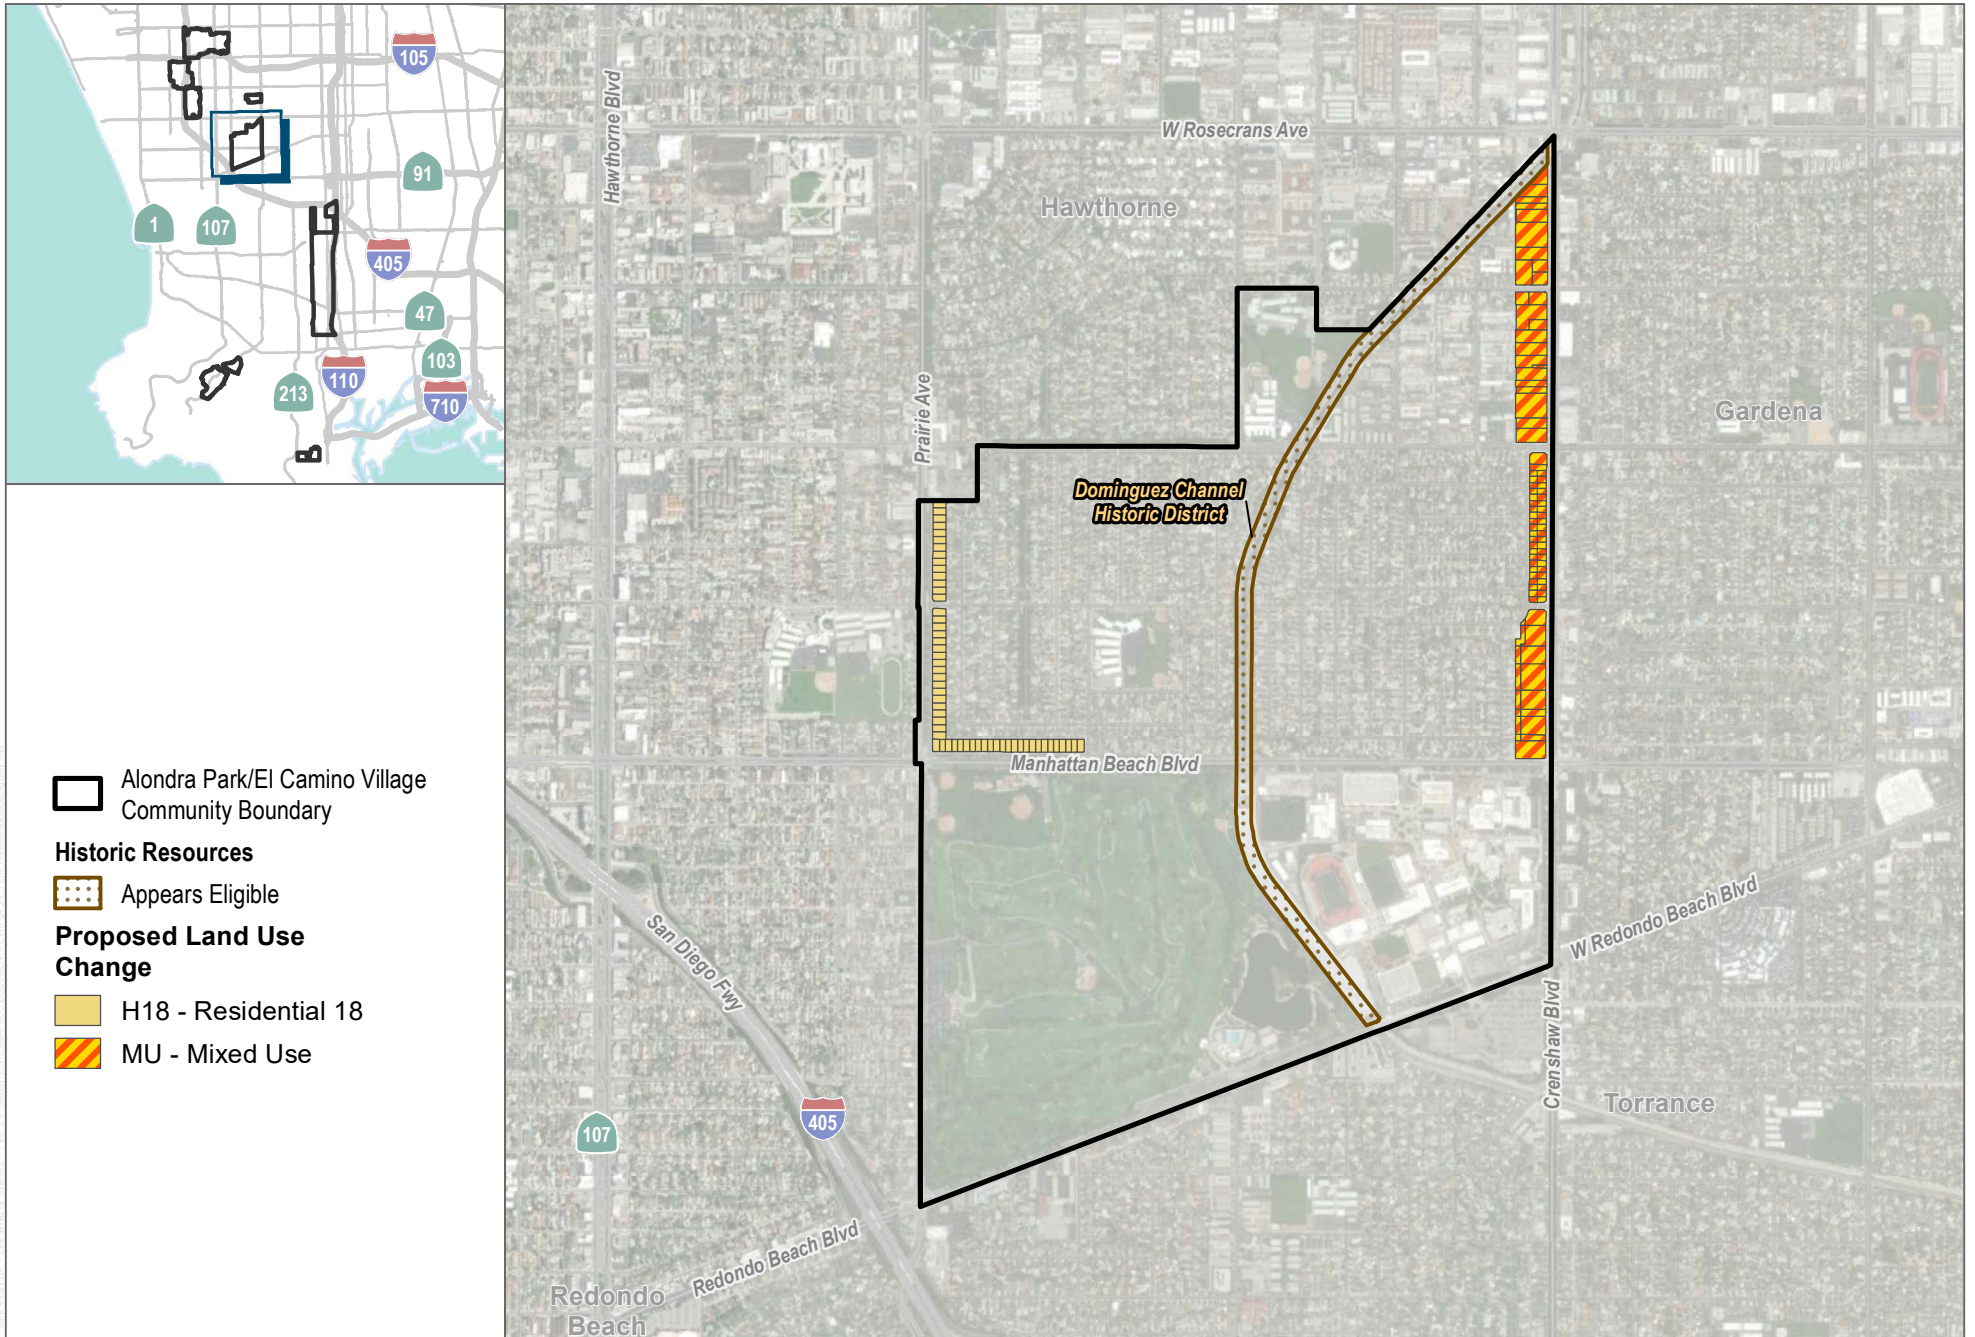 105
91
1
107
405
47
103
110
213
710
Alondra Park/El Camino Village
Community Boundary
Historic Resources
Appears Eligible
Proposed Land Use
Change
H18 - Residential 18
MU - Mixed Use
Hawthorne Blvd
W Rosecrans Ave
Hawthorne
Prairie Ave
Gardena
Dominguez Channel
Historic District
Manhattan Beach Blvd
San Diego Fwy
W Redondo Beach Blvd
Crenshaw Blvd
Torrance
405
107
Redondo Beach Blvd
Redondo
Beach